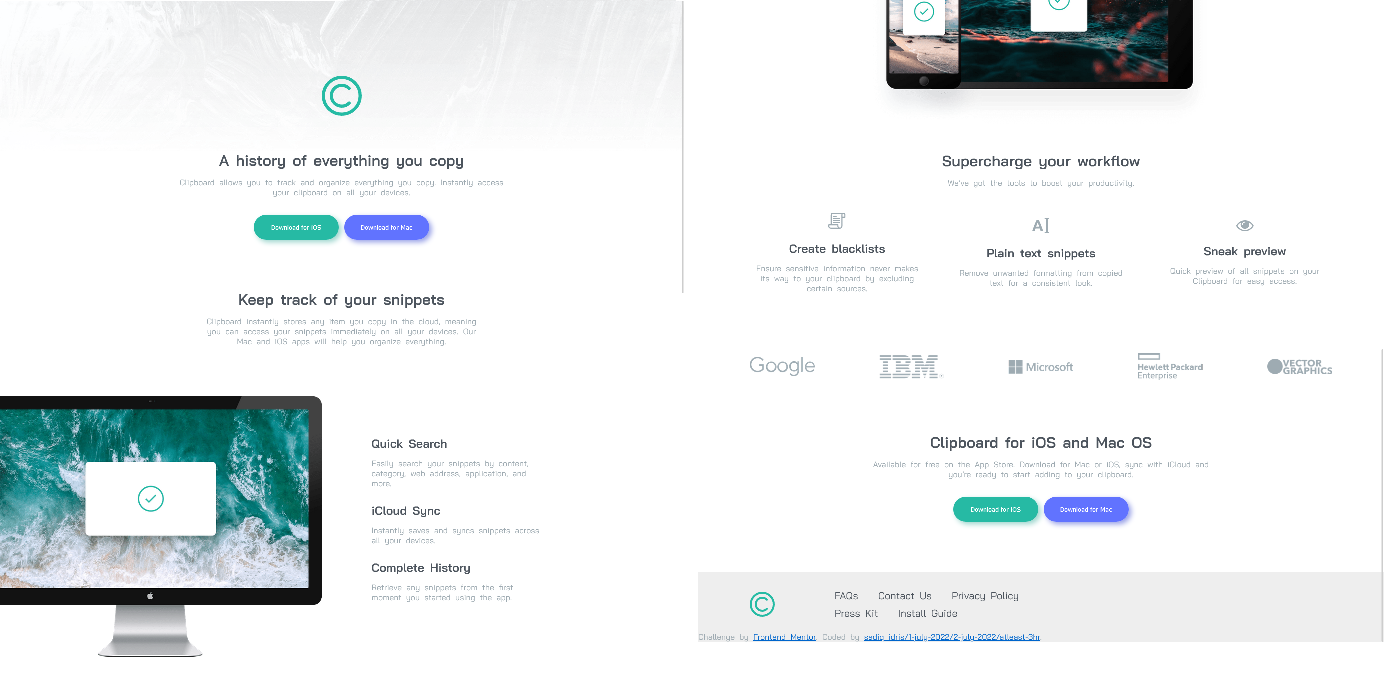 A history of everything you copy
Clipboard allows you to track and organize everything you copy. Instantly access
your clipboard on all your devices.
Download for iOS
Download for Mac
Keep track of your snippets
Clipboard instantly stores any item you copy in the cloud, meaning
you can access your snippets immediately on all your devices. Our
Mac and iOS apps will help you organize everything.
Quick Search
Easily search your snippets by content,
category, web address, application, and
more.
iCloud Sync
Instantly saves and syncs snippets across
all your devices.
Complete History
Retrieve any snippets from the first
moment you started using the app.
Supercharge your workflow
We've got the tools to boost your productivity.
Create blacklists
Ensure sensitive information never makes
its way to your clipboard by excluding
certain sources.
A
Plain text snippets
Remove unwanted formatting from copied
text for a consistent look.
Sneak preview
Quick preview of all snippets on your
Clipboard for easy access.
Google
IBM
Microsoft
Hewlett Packard
Enterprise
VECTOR
GRAPHICS
Clipboard for iOS and Mac OS
Available for free on the App Store. Download for Mac or iOS, sync with iCloud and
you're ready to start adding to your clipboard.
Download for iOS
Download for Mac
FAQs Contact Us Privacy Policy
Press Kit Install Guide
Challenge by Frontend Mentor. Coded by sadiq idris/1-july-2022/2-july-2022/atleast-3hr.